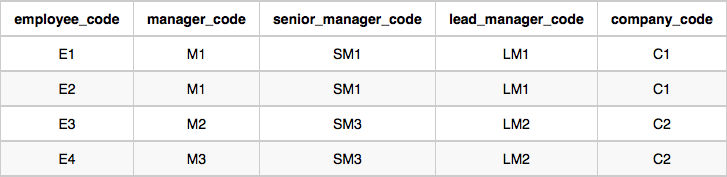 employee_code manager_code senior_manager_code lead_manager_code company_code
E1 M1 SM1 LM1 C1
E2 M1 SM1 LM1 C1
E3 M2 SM3 LM2 C2
E4 M3 SM3 LM2 C2